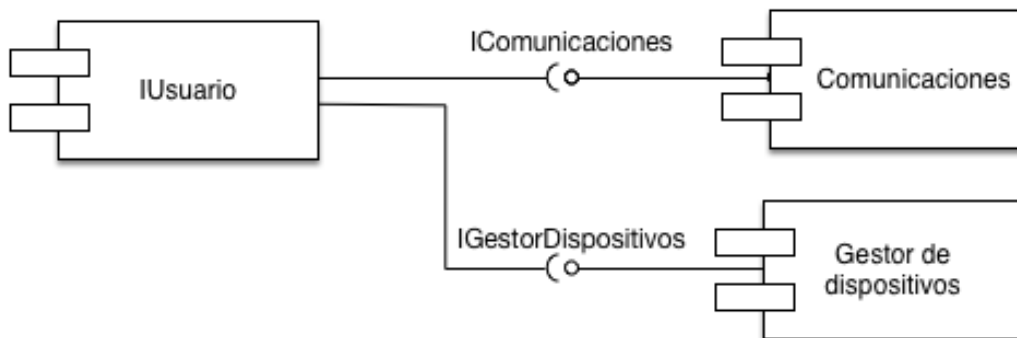 IUsuario
IComunicaciones
Comunicaciones
IGestorDispositivos
Gestor de
dispositivos